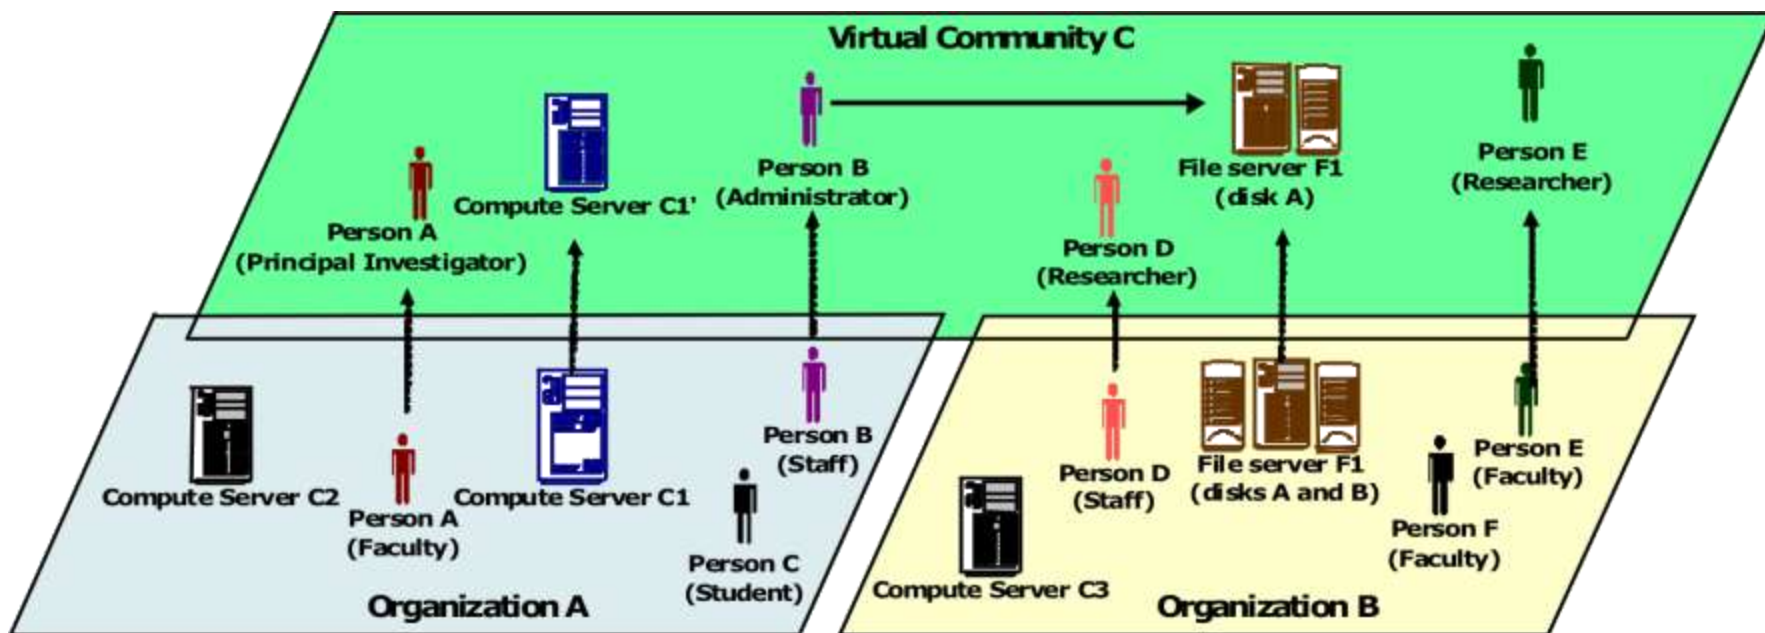 Virtual Community C
Person A
(Principal Investigator)
Compute Server C1'
Person B
(Administrator)
Person D
(Researcher)
File server F1
(disk A)
Person E
(Researcher)
Compute Server C2
Person A
(Faculty)
Compute Server C1
Person B
(Staff)
Person C
(Student)
Organization A
Compute Server C3
Person D
(Staff)
File server F1
(disks A and B)
Person F
(Faculty)
Person E
(Faculty)
Organization B